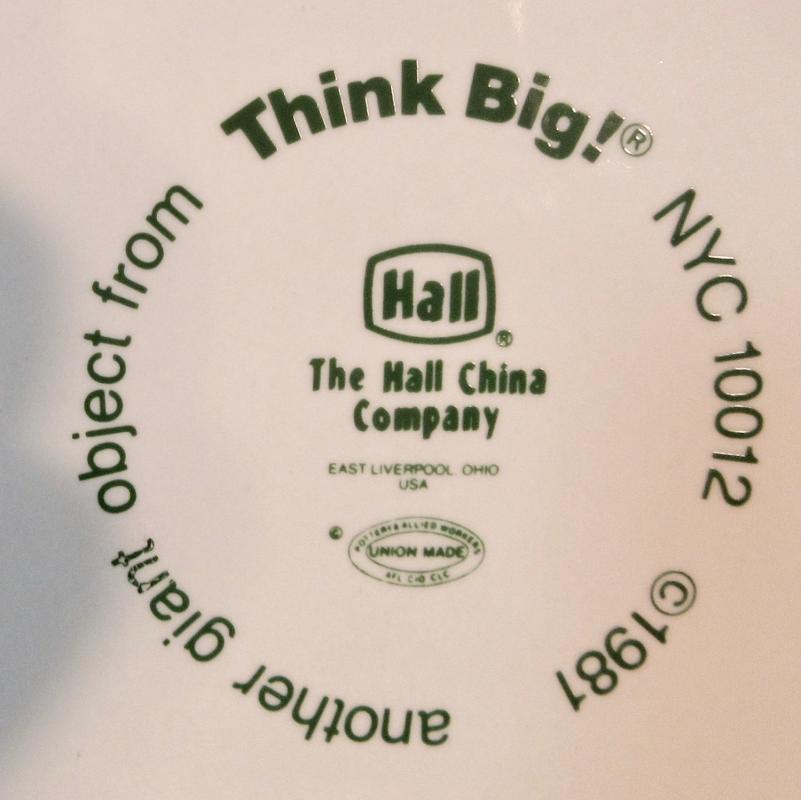 another giant object from Think Big!® NYC 10012 ©1981
Hall®
The Hall China
Company
EAST LIVERPOOL, OHIO
USA
©
POTTERY & ALLIED WORKERS
UNION MADE
AFL CIO CLC